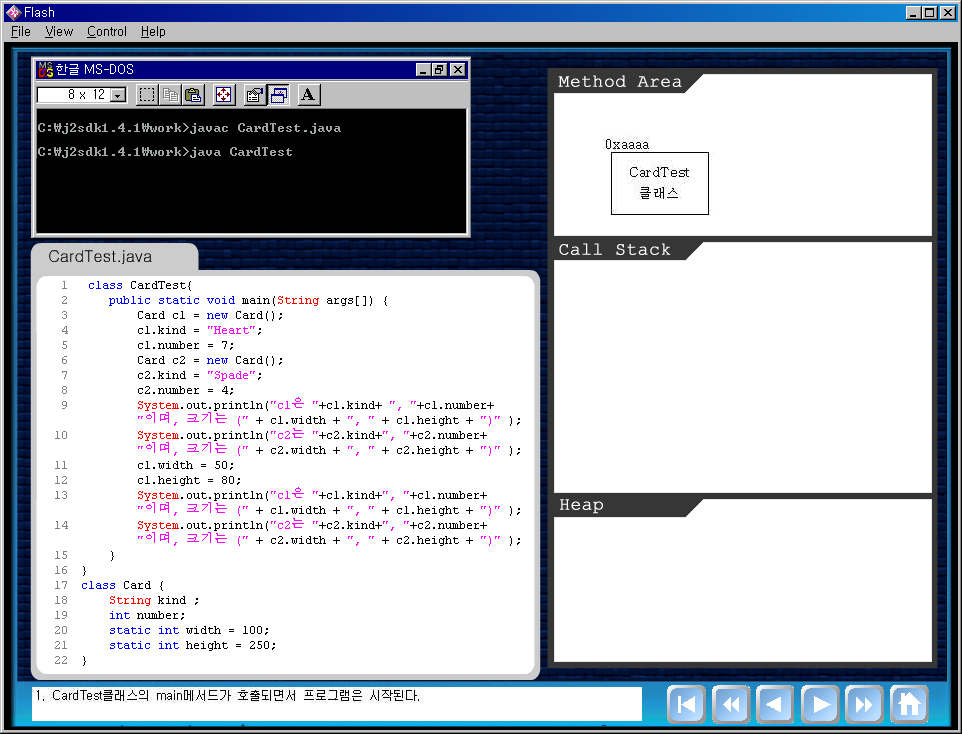 Flash
File View Control Help
한글 MS-DOS
8 x 12
A
C:\j2sdk1.4.1\work>javac CardTest.java
C:\j2sdk1.4.1\work>java CardTest
CardTest.java
1 class CardTest{
2 public static void main(String args[]) {
3 Card c1 = new Card();
4 c1.kind = "Heart";
5 c1.number = 7;
6 Card c2 = new Card();
7 c2.kind = "Spade";
8 c2.number = 4;
9 System.out.println("c1은 "+c1.kind+ ", "+c1.number+
"이며, 크기는 (" + c1.width + ", " + c1.height + ")" );
10 System.out.println("c2는 "+c2.kind+", "+c2.number+
"이며, 크기는 (" + c2.width + ", " + c2.height + ")" );
11 c1.width = 50;
12 c1.height = 80;
13 System.out.println("c1은 "+c1.kind+", "+c1.number+
"이며, 크기는 (" + c1.width + ", " + c1.height + ")" );
14 System.out.println("c2는 "+c2.kind+", "+c2.number+
"이며, 크기는 (" + c2.width + ", " + c2.height + ")" );
15 }
16 }
17 class Card {
18 String kind ;
19 int number;
20 static int width = 100;
21 static int height = 250;
22 }
Method Area
0xaaaa
CardTest
클래스
Call Stack
Heap
1. CardTest클래스의 main메서드가 호출되면서 프로그램은 시작된다.